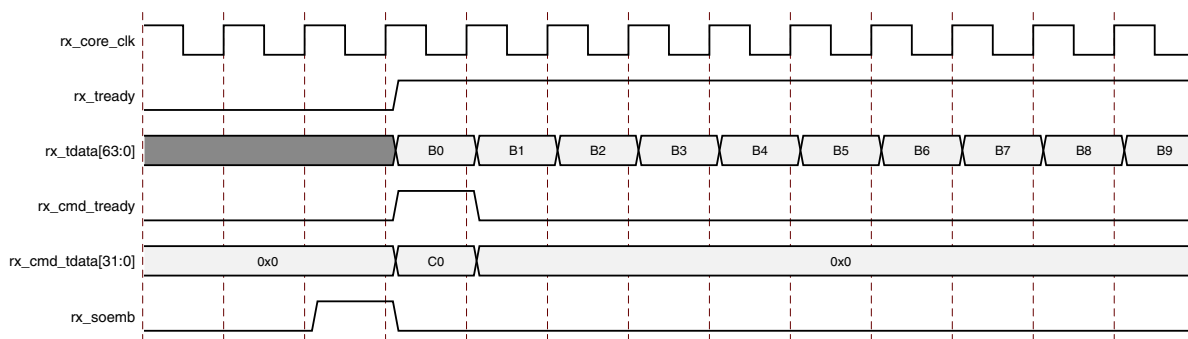 rx_core_clk
rx_tready
rx_tdata[63:0] B0 B1 B2 B3 B4 B5 B6 B7 B8 B9
rx_cmd_tready
rx_cmd_tdata[31:0] 0x0 C0 0x0
rx_soemb